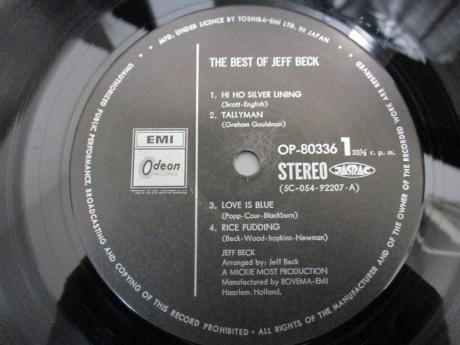 MFD. UNDER LICENCE BY TOSHIBA-EMI LTD. IN JAPAN • ALL RIGHTS OF THE MANUFACTURER AND OF THE OWNER OF THE RECORDED WORK ARE RESERVED • UNAUTHORIZED PUBLIC PERFORMANCE, BROADCASTING AND COPYING OF THIS RECORD PROHIBITED •
THE BEST OF JEFF BECK
1. HI HO SILVER LINING
(Scott-English)
2. TALLYMAN
(Graham Gouldman)
EMI
Odeon
OP-80336 1 33⅓ r. p. m.
STEREO JASRAC
(5C-054-92207-A)
3. LOVE IS BLUE
(Popp-Cour-Blackburn)
4. RICE PUDDING
(Beck-Wood-hopkins-Newman)
JEFF BECK
Arranged by: Jeff Beck
A MICKIE MOST PRODUCTION
Manufactured by BOVEMA-EMI
Haarlem. Holland.